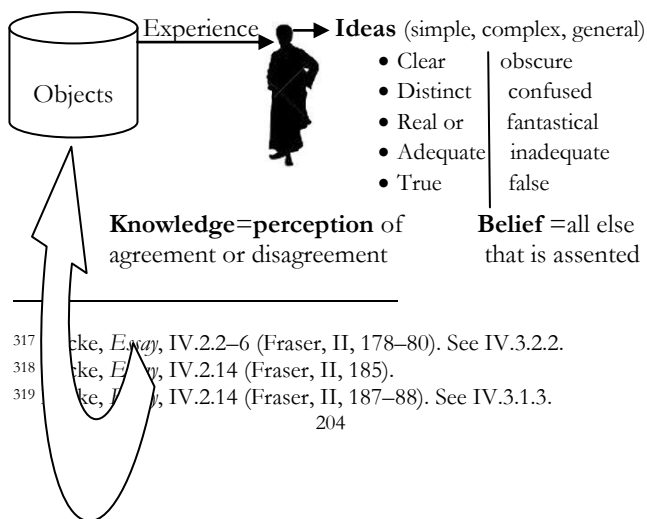 Experience Ideas (simple, complex, general)
Objects
• Clear obscure
• Distinct confused
• Real or fantastical
• Adequate inadequate
• True false
Knowledge=perception of Belief =all else
agreement or disagreement that is assented
317 cke, Essay, IV.2.2–6 (Fraser, II, 178–80). See IV.3.2.2.
318 cke, IV.2.14 (Fraser, II, 185).
319 ke, IV.2.14 (Fraser, II, 187–88). See IV.3.1.3.
204